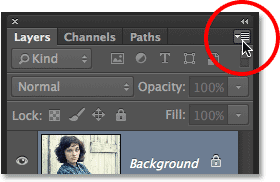 Layers Channels Paths
Kind
Normal Opacity: 100%
Lock: Fill: 100%
Background